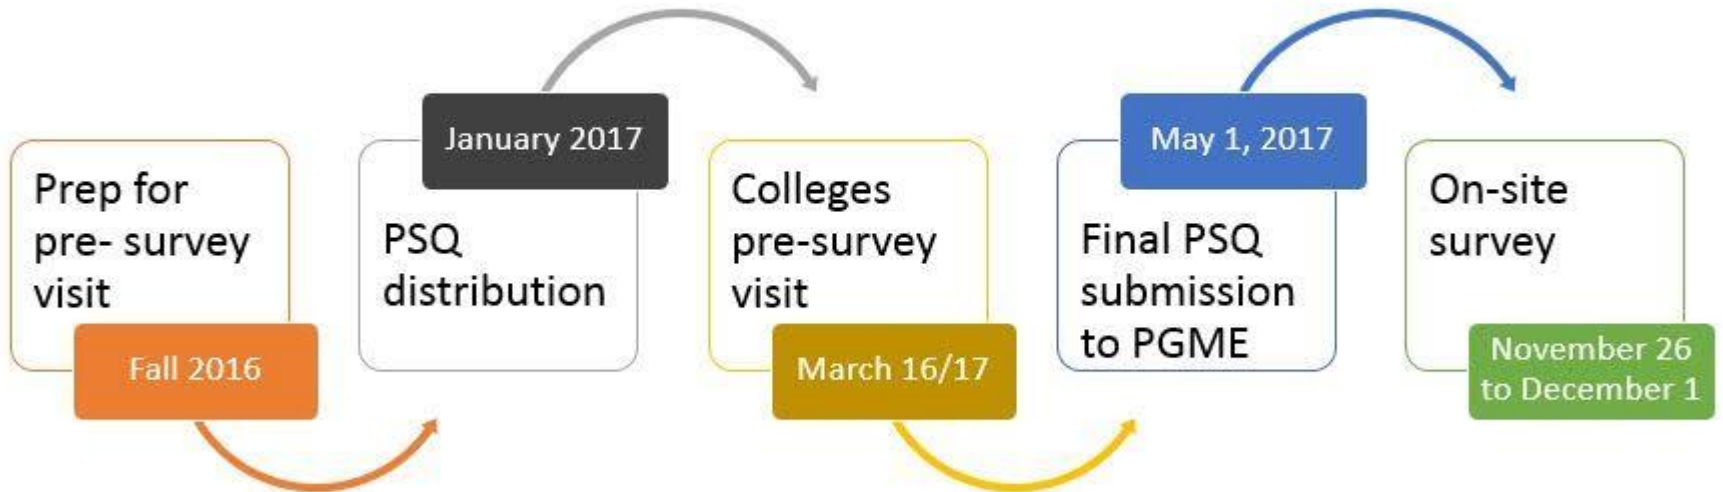 Prep for
pre- survey
visit
Fall 2016
January 2017
PSQ
distribution
Colleges
pre-survey
visit
March 16/17
May 1, 2017
Final PSQ
submission
to PGME
On-site
survey
November 26
to December 1